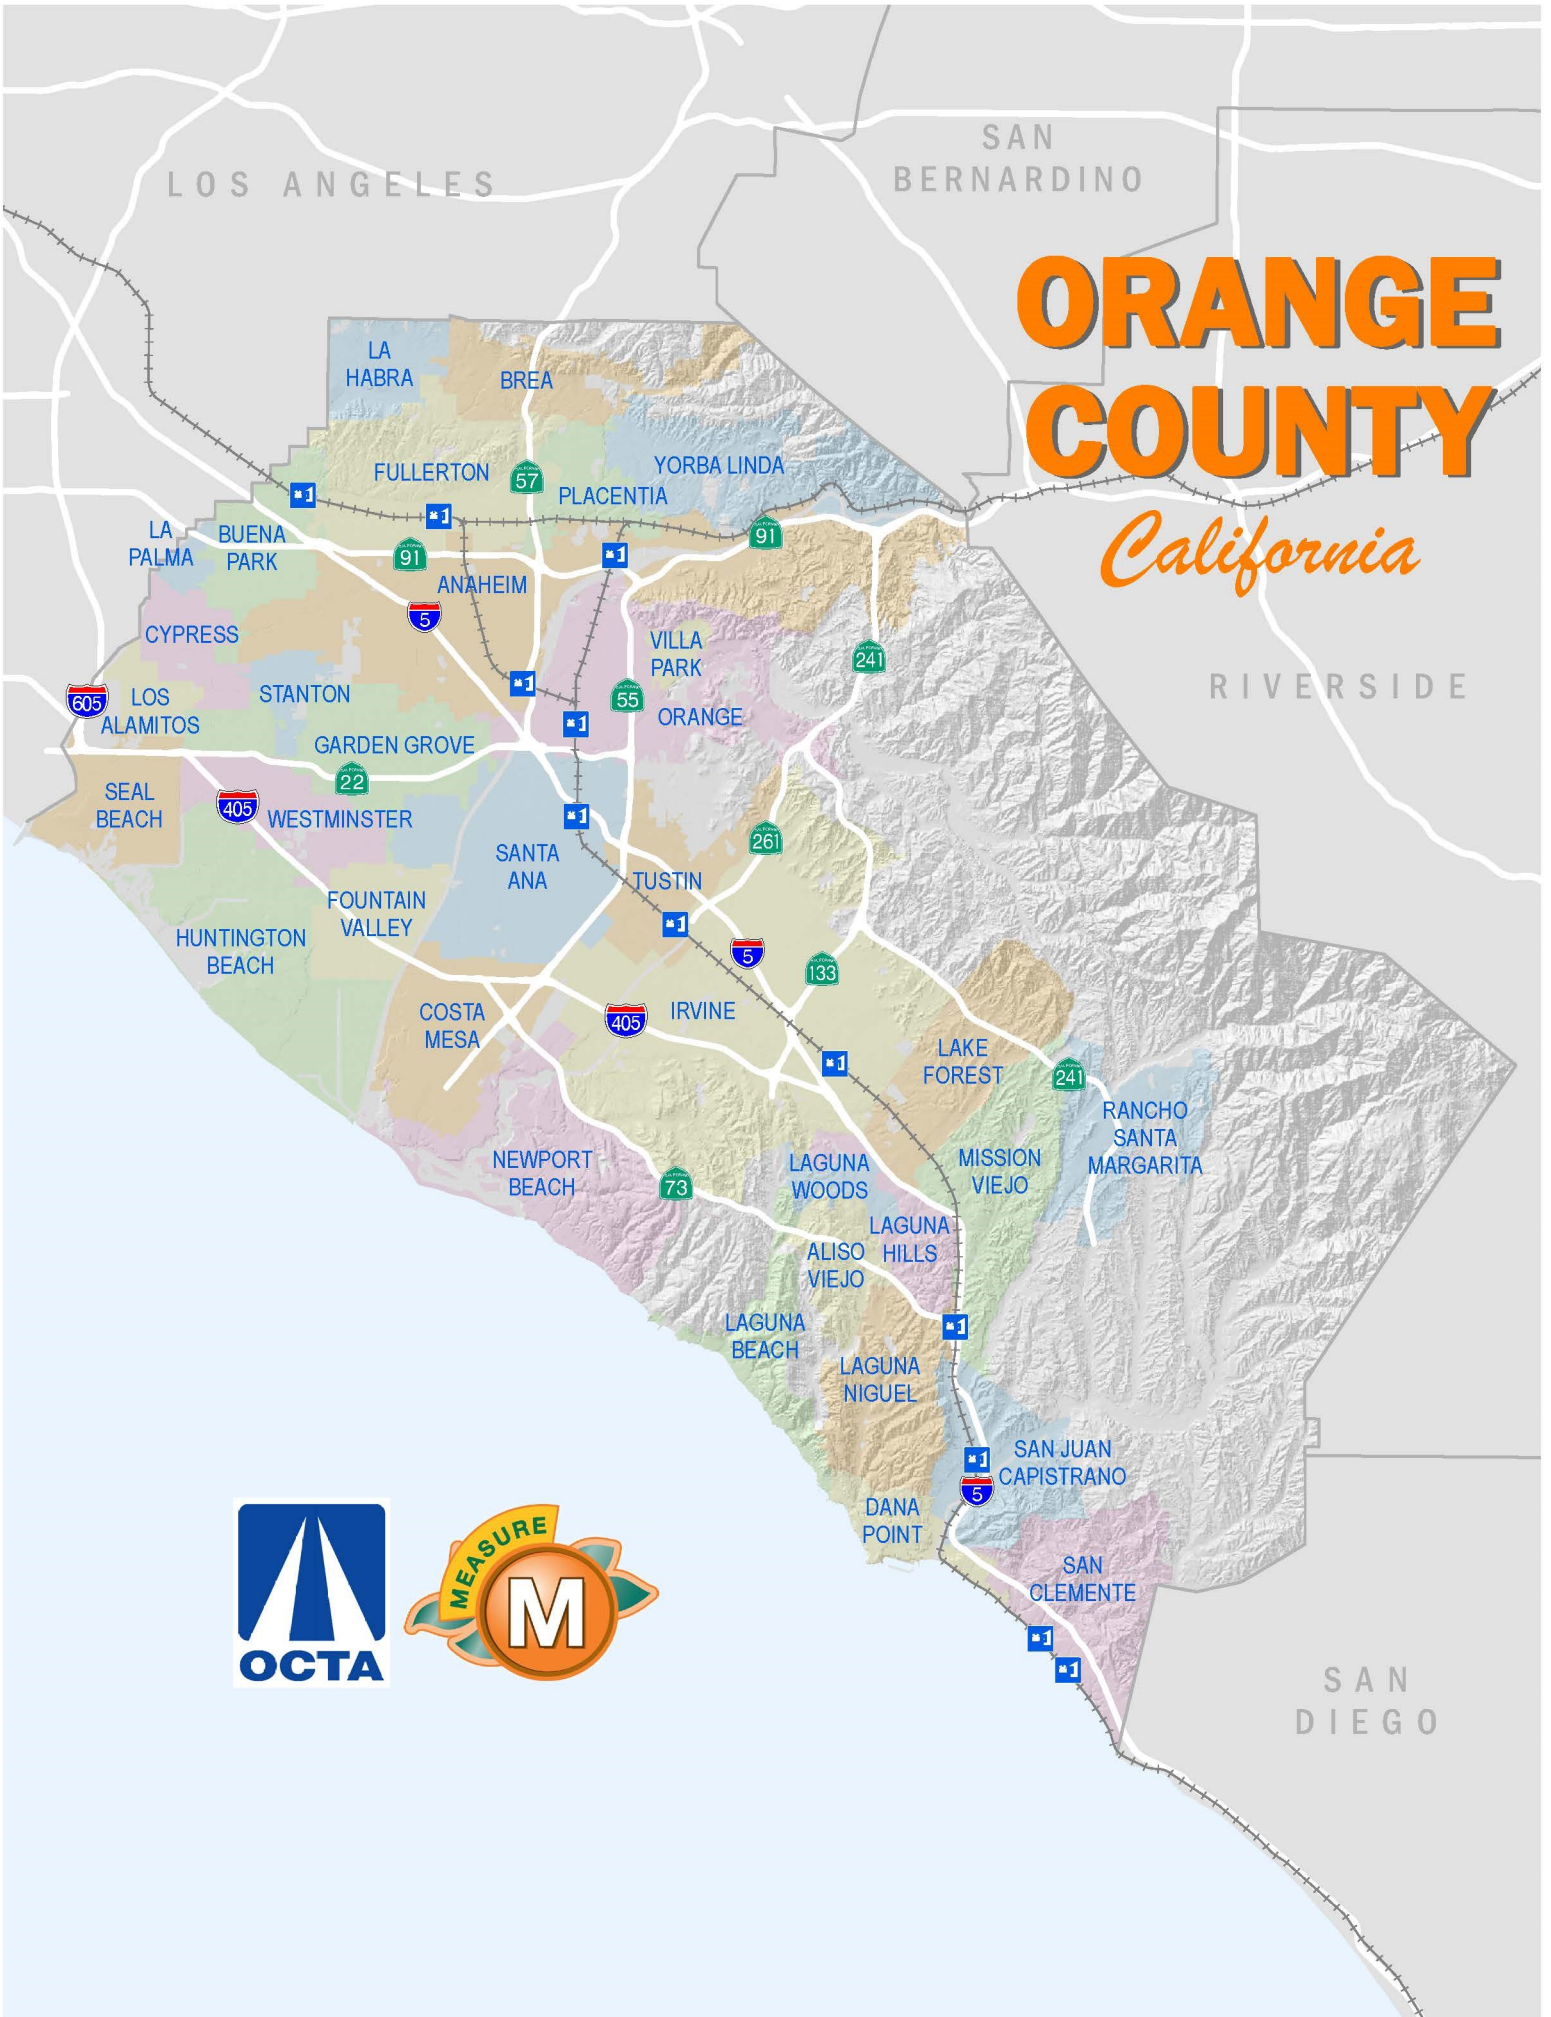 LOS ANGELES
SAN
BERNARDINO
ORANGE
COUNTY
California
RIVERSIDE
LA
HABRA
BREA
FULLERTON
57
PLACENTIA
YORBA LINDA
LA
PALMA
BUENA
PARK
91
91
ANAHEIM
5
CYPRESS
VILLA
PARK
241
605
LOS
ALAMITOS
STANTON
55
ORANGE
GARDEN GROVE
22
SEAL
BEACH
405
WESTMINSTER
261
SANTA
ANA
TUSTIN
FOUNTAIN
VALLEY
HUNTINGTON
BEACH
5
133
COSTA
MESA
405
IRVINE
LAKE
FOREST
241
RANCHO
SANTA
MARGARITA
NEWPORT
BEACH
73
LAGUNA
WOODS
MISSION
VIEJO
LAGUNA
HILLS
ALISO
VIEJO
LAGUNA
BEACH
LAGUNA
NIGUEL
SAN JUAN
CAPISTRANO
5
DANA
POINT
SAN
CLEMENTE
OCTA
MEASURE
M
SAN
DIEGO